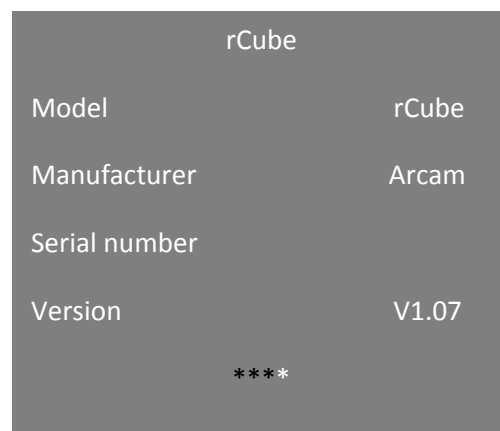 rCube
Model rCube
Manufacturer Arcam
Serial number
Version V1.07
****